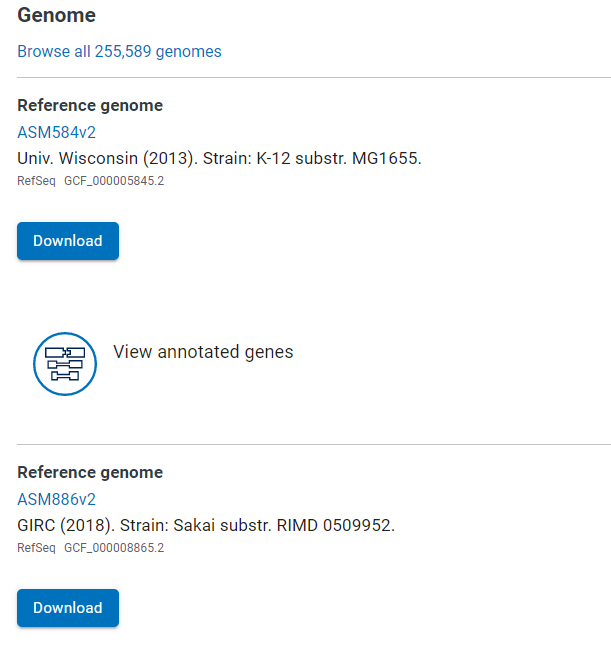 Genome
Browse all 255,589 genomes
Reference genome
ASM584v2
Univ. Wisconsin (2013). Strain: K-12 substr. MG1655.
RefSeq GCF_000005845.2
Download
View annotated genes
Reference genome
ASM886v2
GIRC (2018). Strain: Sakai substr. RIMD 0509952.
RefSeq GCF_000008865.2
Download